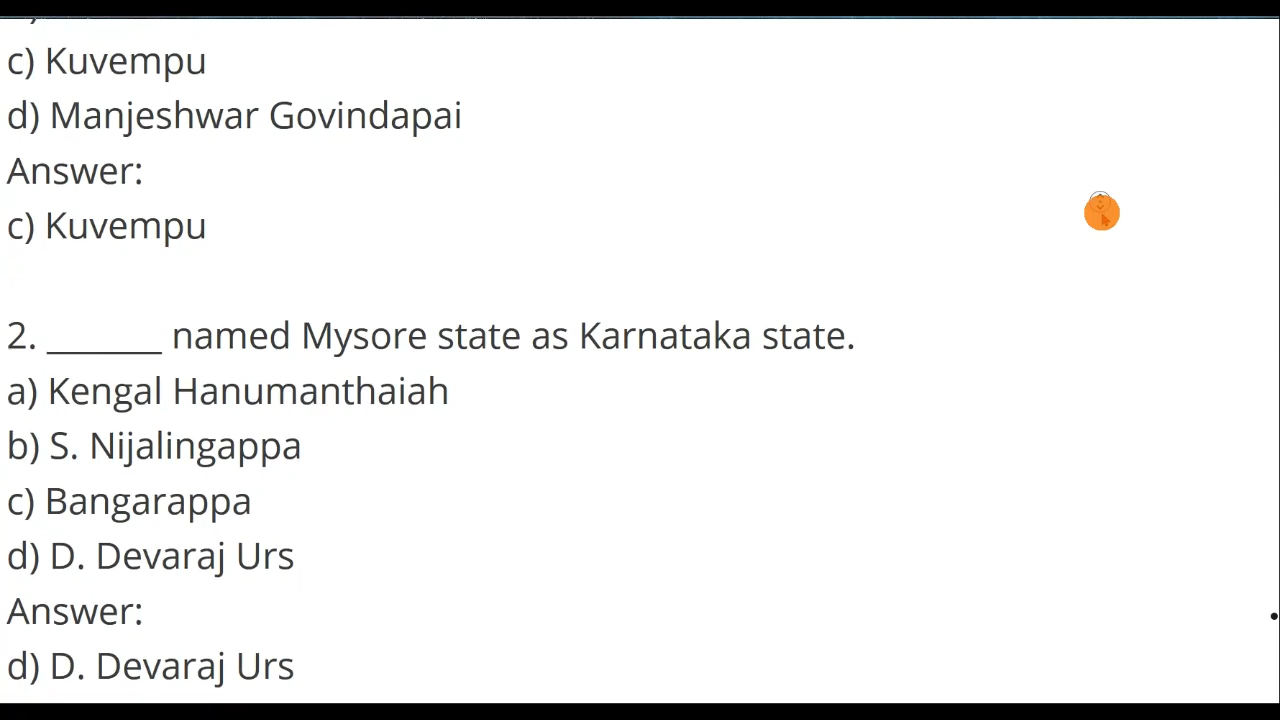 c) Kuvempu
d) Manjeshwar Govindapai
Answer:
c) Kuvempu
2. ______ named Mysore state as Karnataka state.
a) Kengal Hanumanthaiah
b) S. Nijalingappa
c) Bangarappa
d) D. Devaraj Urs
Answer:
d) D. Devaraj Urs